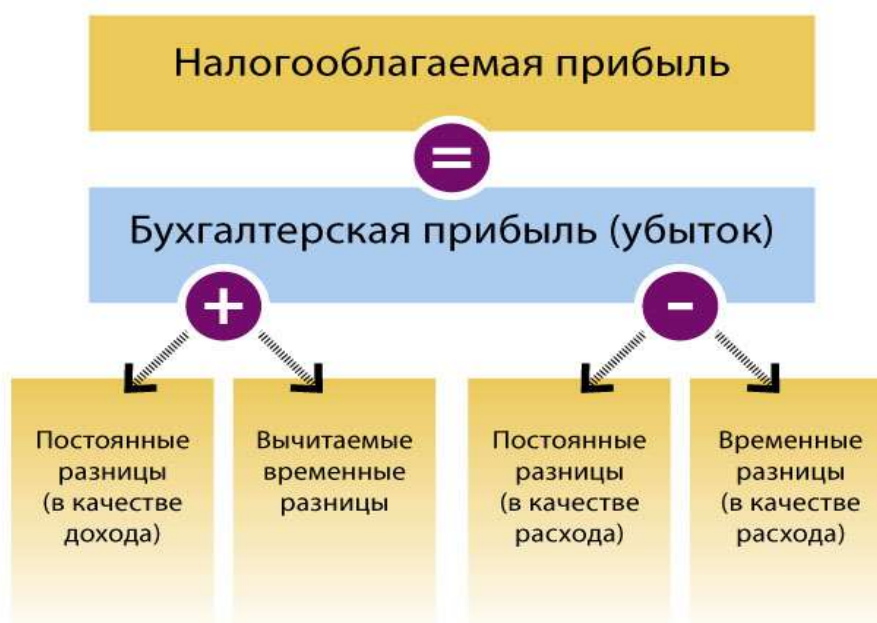 Налогооблагаемая прибыль
=
Бухгалтерская прибыль (убыток)
+
-
Постоянные
разницы
(в качестве
дохода)
Вычитаемые
временные
разницы
Постоянные
разницы
(в качестве
расхода)
Временные
разницы
(в качестве
расхода)